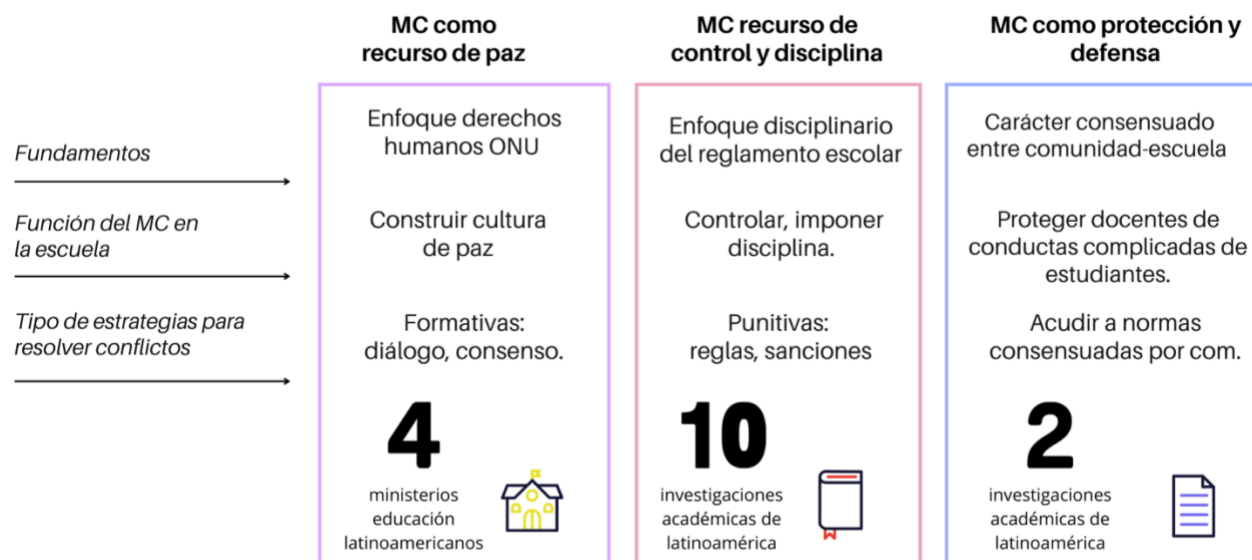 MC como
recurso de paz
MC recurso de
control y disciplina
MC como protección y
defensa
Fundamentos
Enfoque derechos
humanos ONU
Enfoque disciplinario
del reglamento escolar
Carácter consensuado
entre comunidad-escuela
Función del MC en
la escuela
Construir cultura
de paz
Controlar, imponer
disciplina.
Proteger docentes de
conductas complicadas de
estudiantes.
Tipo de estrategias para
resolver conflictos
Formativas:
diálogo, consenso.
Punitivas:
reglas, sanciones
Acudir a normas
consensuadas por com.
4
ministerios
educación
latinoamericanos
10
investigaciones
académicas de
latinoamérica
2
investigaciones
académicas de
latinoamérica